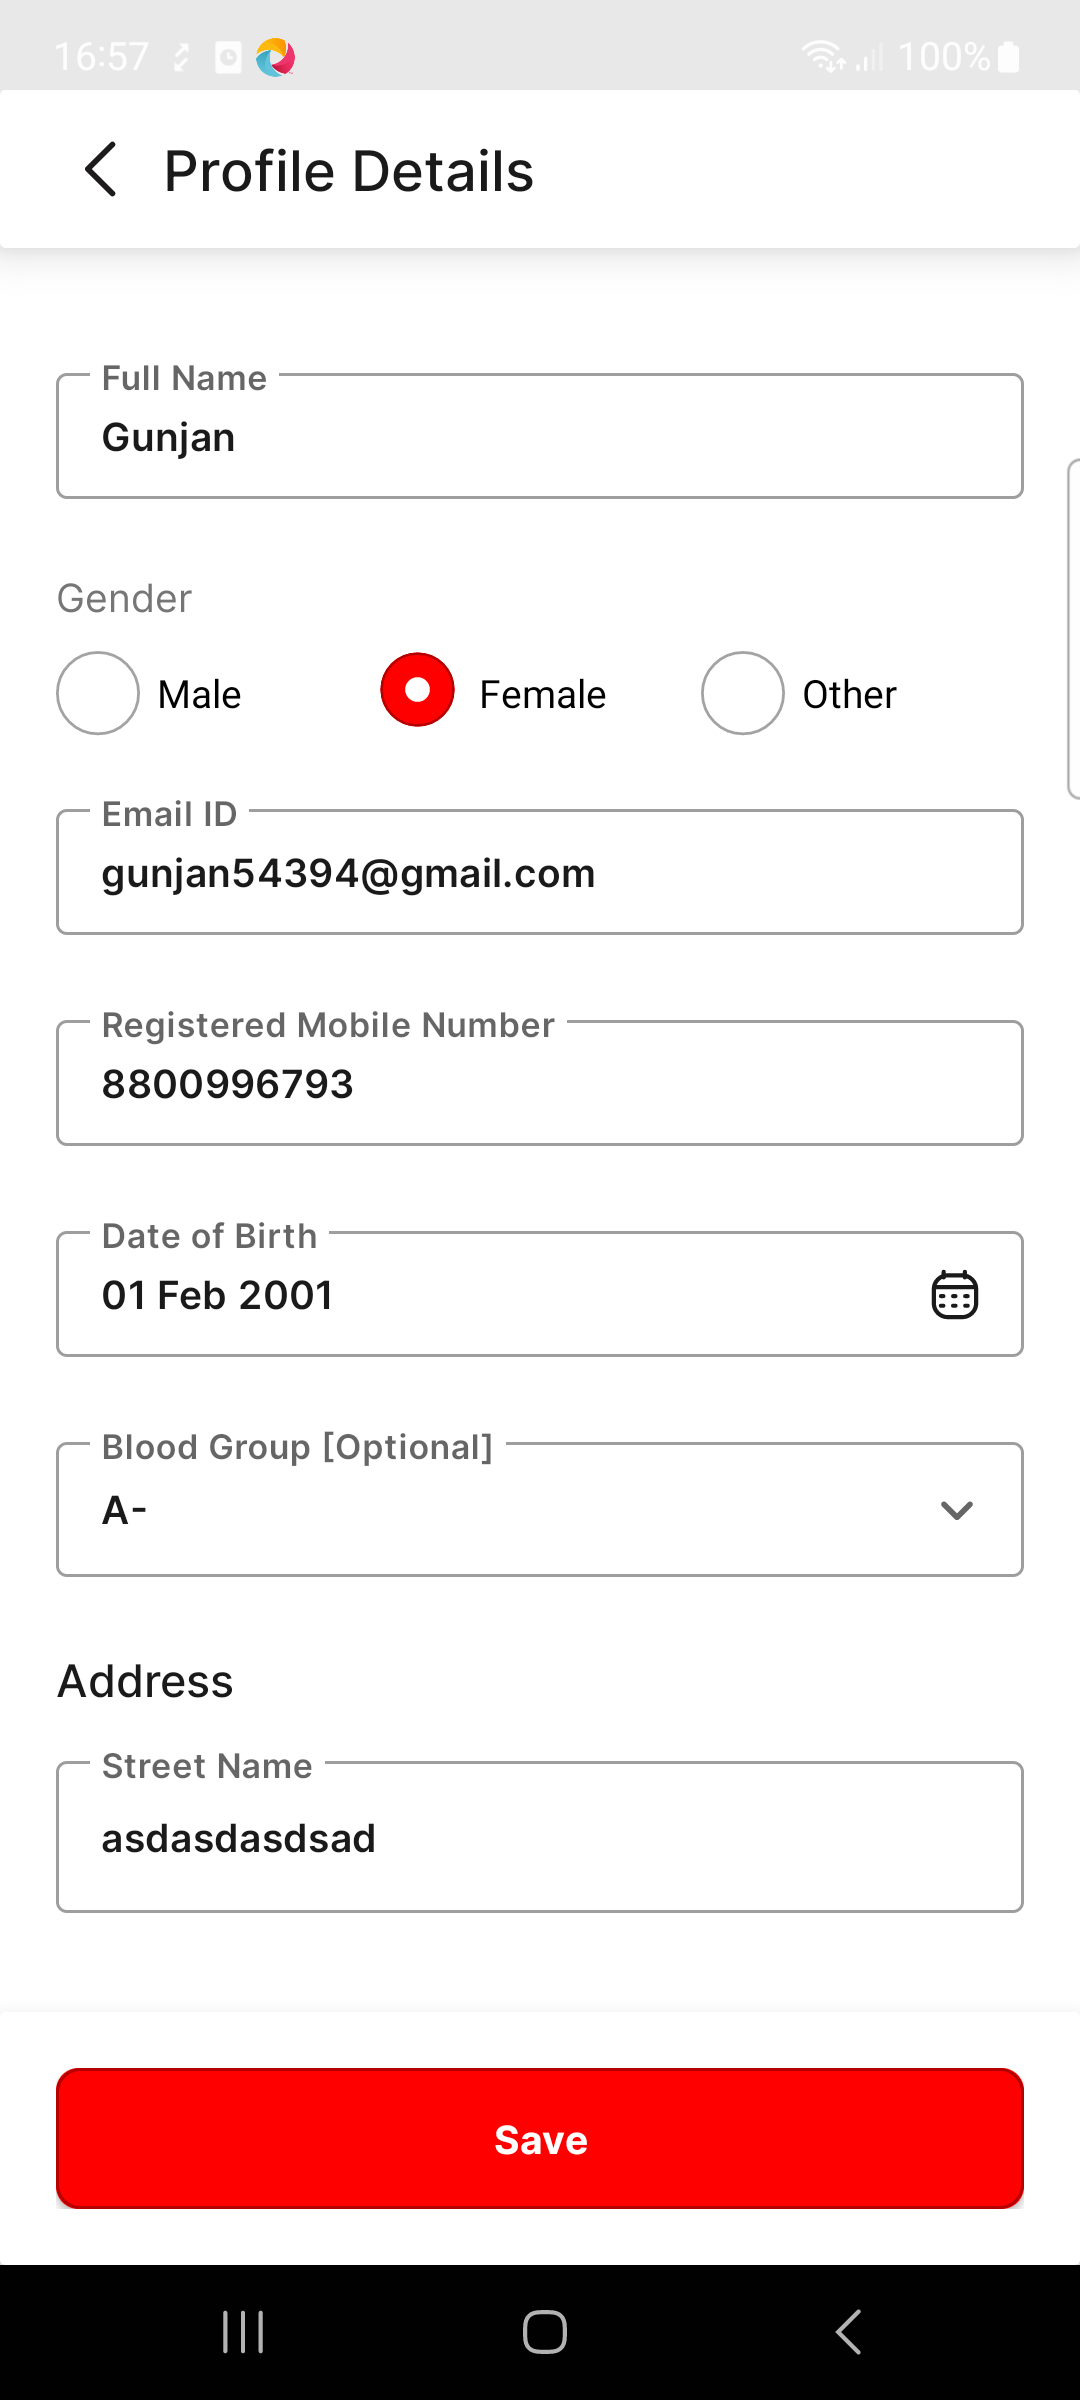 16:57
100%
Profile Details
Full Name
Gunjan
Gender
Male
Female
Other
Email ID
gunjan54394@gmail.com
Registered Mobile Number
8800996793
Date of Birth
01 Feb 2001
Blood Group [Optional]
A-
Address
Street Name
asdasdasdsad
Save